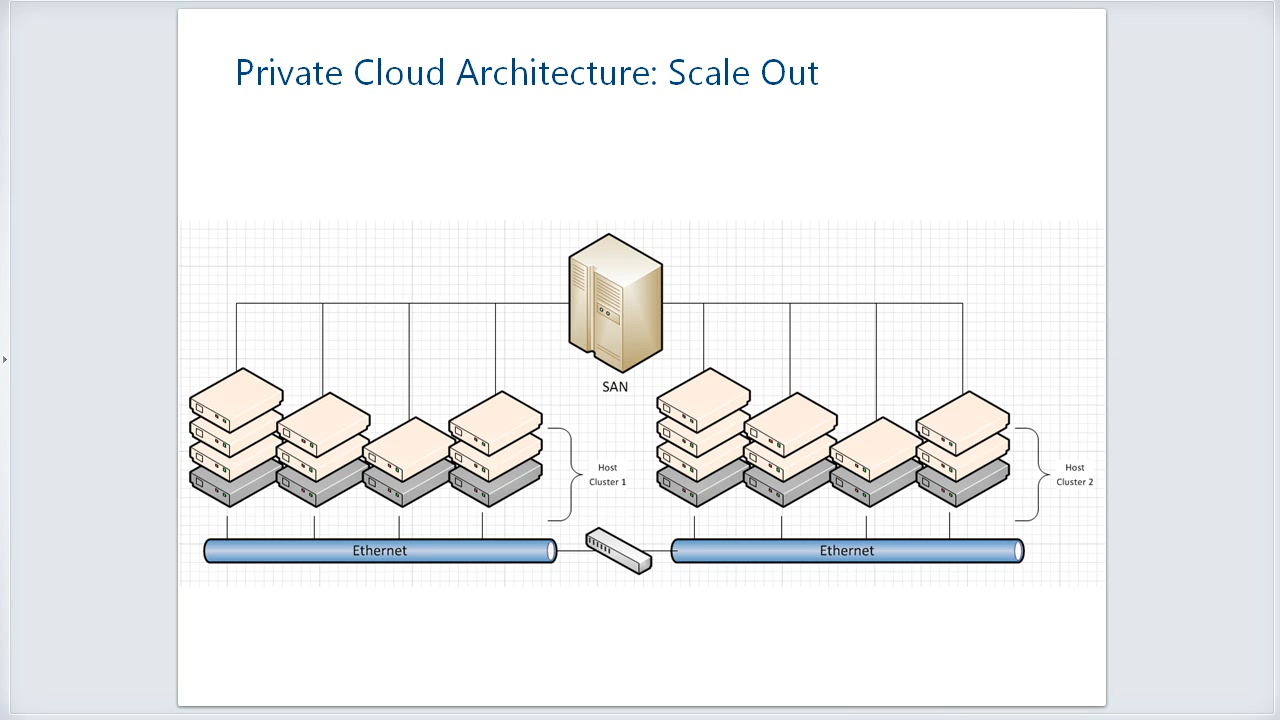 Private Cloud Architecture: Scale Out
SAN
Host
Cluster 1
Host
Cluster 2
Ethernet
Ethernet